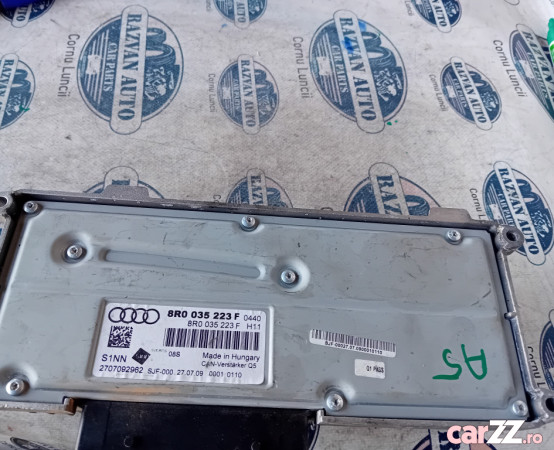 RAZVAN AUTO
CAR PARTS
Cornu Luncii
8R0 035 223 F 0440
8R0 035 223 F H11
08S
S1NN
Made in Hungary
CAN-Verstärker Q5
2707092962 SJF-000 27.07.09 0001 0110
A5
carzz.ro